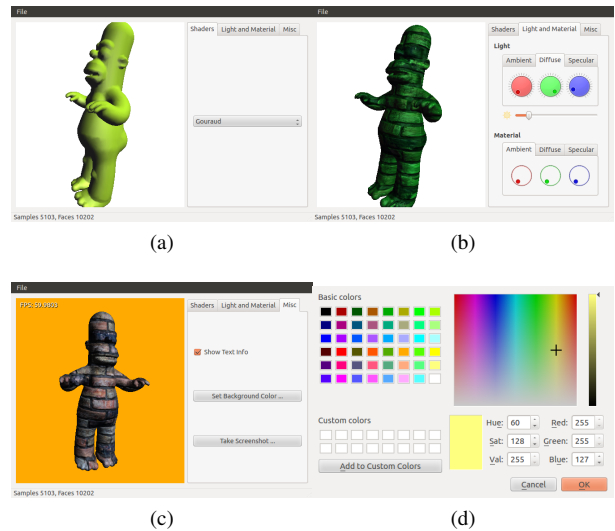 File
Shaders Light and Material Misc
Gouraud
Samples 5103, Faces 10202
(a)
File
Shaders Light and Material Misc
Light
Ambient Diffuse Specular
Material
Ambient Diffuse Specular
Samples 5103, Faces 10202
(b)
File
Shaders Light and Material Misc
Show Text Info
Set Background Color ...
Take Screenshot ...
Samples 5103, Faces 10202
(c)
Basic colors
Custom colors
Add to Custom Colors
Hue: 60 Red: 255
Sat: 128 Green: 255
Val: 255 Blue: 127
Cancel OK
(d)